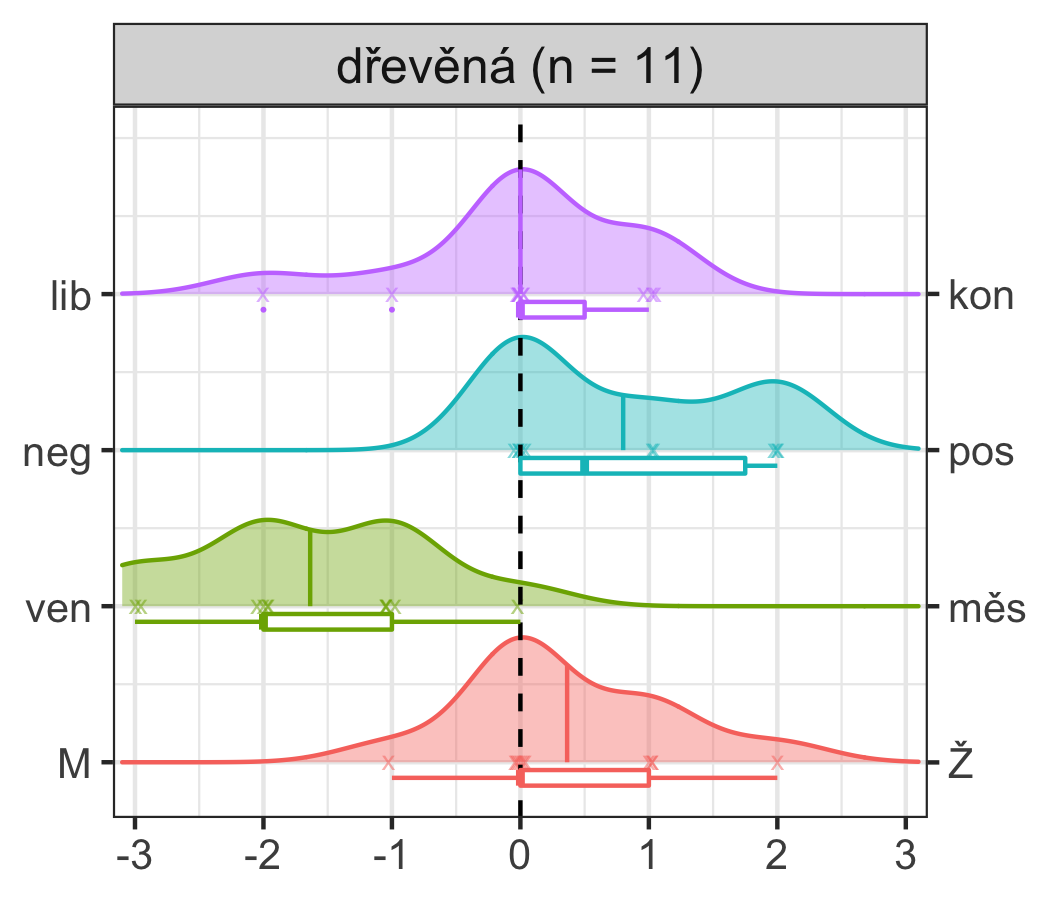 dřevěná (n = 11)
lib
kon
neg
pos
ven
měs
M
Ž
-3 -2 -1 0 1 2 3